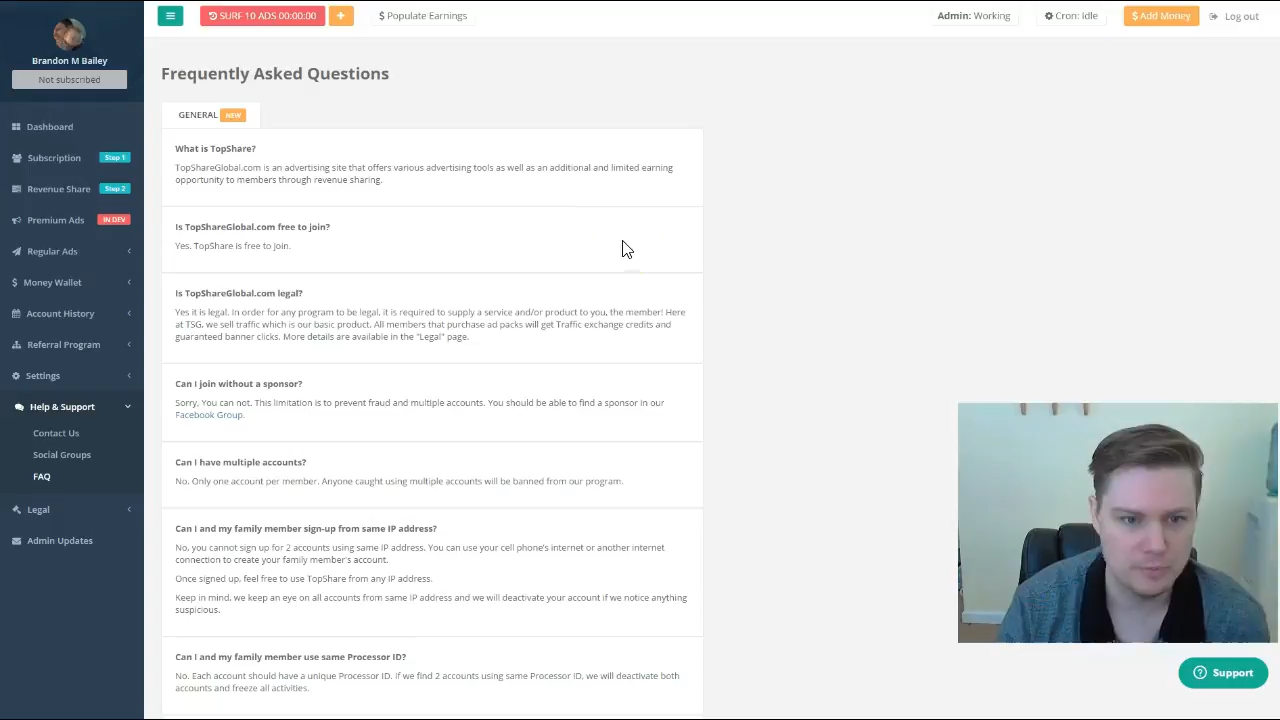 SURF 10 ADS 00:00:00
+
$ Populate Earnings
Admin: Working
Cron: Idle
$ Add Money
Log out
Brandon M Bailey
Not subscribed
Dashboard
Subscription Step 1
Revenue Share Step 2
Premium Ads IN DEV
Regular Ads
$ Money Wallet
Account History
Referral Program
Settings
Help & Support
Contact Us
Social Groups
FAQ
Legal
Admin Updates
Frequently Asked Questions
GENERAL NEW
What is TopShare?
TopShareGlobal.com is an advertising site that offers various advertising tools as well as an additional and limited earning
opportunity to members through revenue sharing.
Is TopShareGlobal.com free to join?
Yes. TopShare is free to join.
Is TopShareGlobal.com legal?
Yes it is legal. In order for any program to be legal, it is required to supply a service and/or product to you, the member! Here
at TSG, we sell traffic which is our basic product. All members that purchase ad packs will get Traffic exchange credits and
guaranteed banner clicks. More details are available in the "Legal" page.
Can I join without a sponsor?
Sorry, You can not. This limitation is to prevent fraud and multiple accounts. You should be able to find a sponsor in our
Facebook Group.
Can I have multiple accounts?
No. Only one account per member. Anyone caught using multiple accounts will be banned from our program.
Can I and my family member sign-up from same IP address?
No, you cannot sign up for 2 accounts using same IP address. You can use your cell phone's internet or another internet
connection to create your family member's account.
Once signed up, feel free to use TopShare from any IP address.
Keep in mind, we keep an eye on all accounts from same IP address and we will deactivate your account if we notice anything
suspicious.
Can I and my family member use same Processor ID?
No. Each account should have a unique Processor ID. If we find 2 accounts using same Processor ID, we will deactivate both
accounts and freeze all activities.
Support